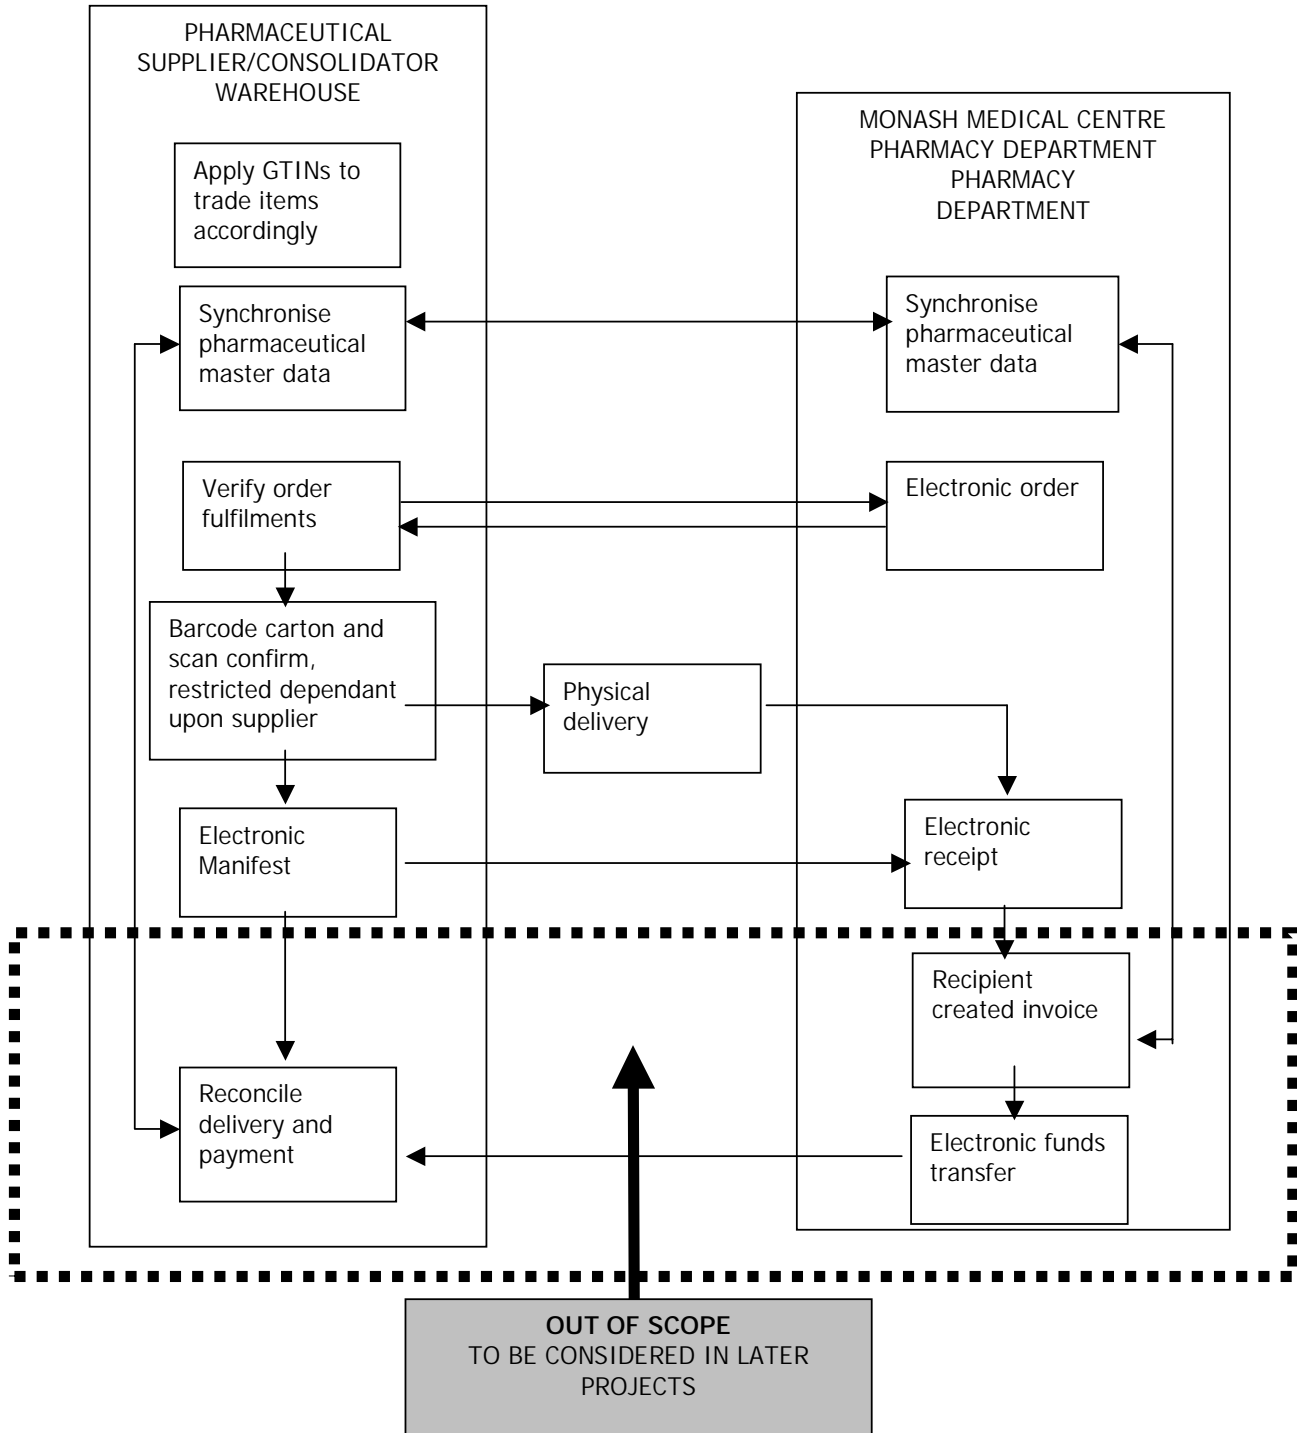 PHARMACEUTICAL
SUPPLIER/CONSOLIDATOR
WAREHOUSE
MONASH MEDICAL CENTRE
PHARMACY DEPARTMENT
PHARMACY
DEPARTMENT
Apply GTINs to
trade items
accordingly
Synchronise
pharmaceutical
master data
Synchronise
pharmaceutical
master data
Verify order
fulfilments
Electronic order
Barcode carton and
scan confirm,
restricted dependant
upon supplier
Physical
delivery
Electronic
Manifest
Electronic
receipt
Recipient
created invoice
Reconcile
delivery and
payment
Electronic funds
transfer
OUT OF SCOPE
TO BE CONSIDERED IN LATER
PROJECTS